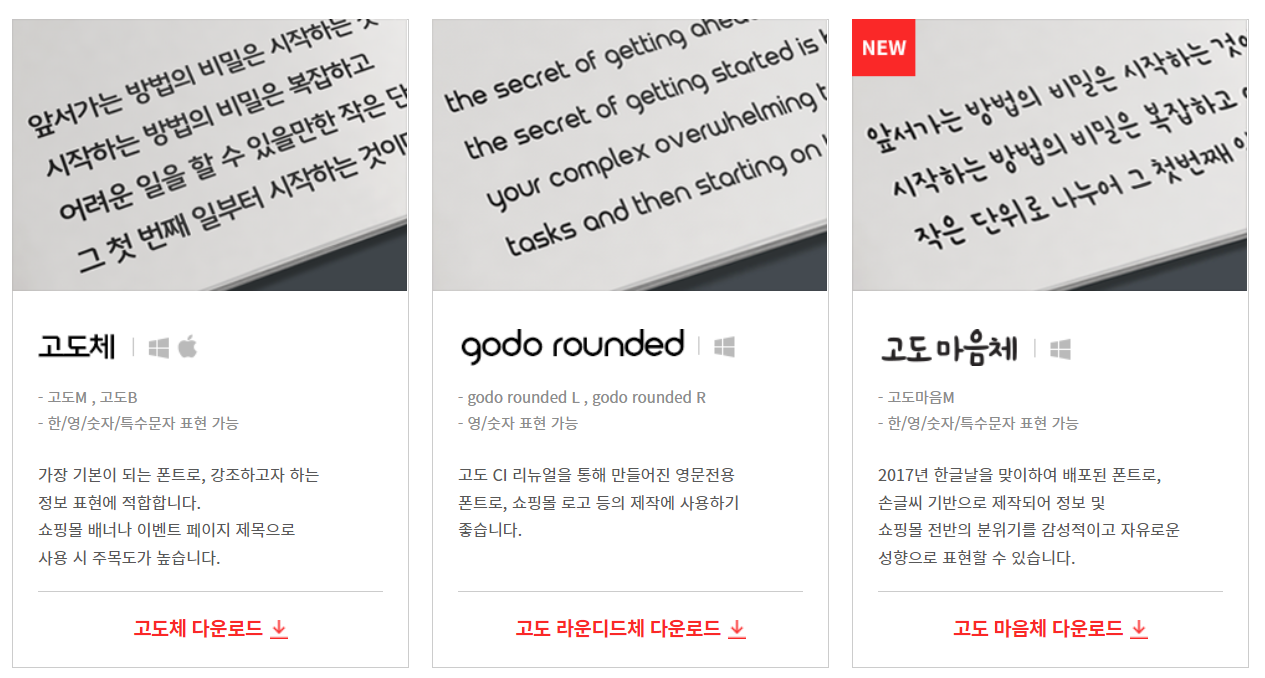 앞서가는 방법의 비밀은 시작하는
시작하는 방법의 비밀은 복잡하고
어려운 일을 할 수 있을만한 작은
그 첫 번째 일부터 시작하는
고도체
- 고도M , 고도B
- 한/영/숫자/특수문자 표현 가능
가장 기본이 되는 폰트로, 강조하고자 하는
정보 표현에 적합합니다.
쇼핑몰 배너나 이벤트 페이지 제목으로
사용 시 주목도가 높습니다.
고도체 다운로드
the secret of getting
the secret of getting started is
your complex overwhelming
tasks and then starting on
godo rounded
- godo rounded L , godo rounded R
- 영/숫자 표현 가능
고도 CI 리뉴얼을 통해 만들어진 영문전용
폰트로, 쇼핑몰 로고 등의 제작에 사용하기
좋습니다.
고도 라운디드체 다운로드
NEW
앞서가는 방법의 비밀은 시작하는
시작하는 방법의 비밀은 복잡하고
작은 단위로 나누어 그 첫번째
고도 마음체
- 고도마음M
- 한/영/숫자/특수문자 표현 가능
2017년 한글날을 맞이하여 배포된 폰트로,
손글씨 기반으로 제작되어 정보 및
쇼핑몰 전반의 분위기를 감성적이고 자유로운
성향으로 표현할 수 있습니다.
고도 마음체 다운로드